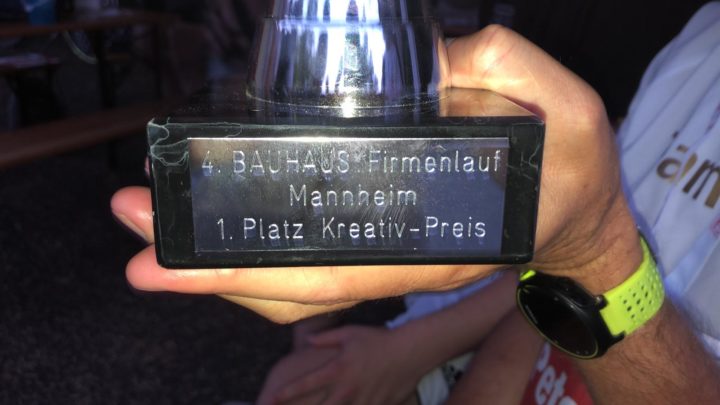 4. BAUHAUS Firmenlauf
Mannheim
1. Platz Kreativ-Preis